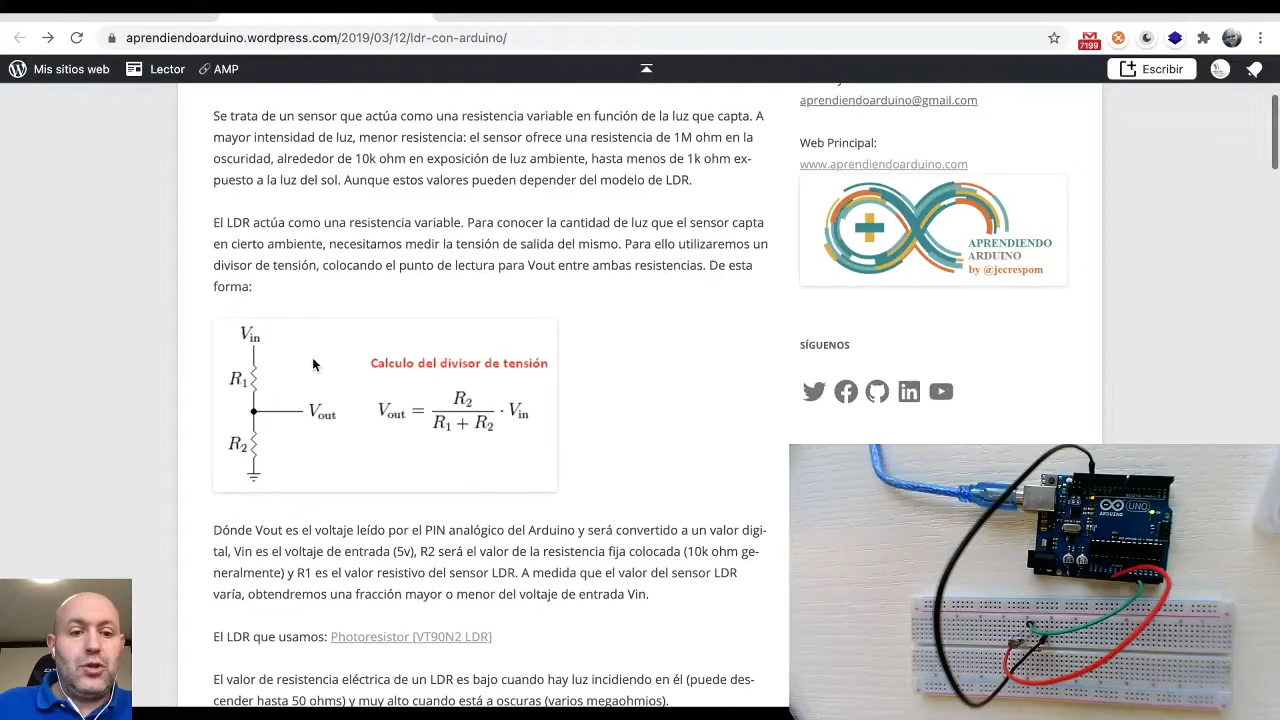 aprendiendoarduino.wordpress.com/2019/03/12/ldr-con-arduino/
7199
Mis sitios web
Lector
AMP
Escribir
Se trata de un sensor que actúa como una resistencia variable en función de la luz que capta. A
mayor intensidad de luz, menor resistencia: el sensor ofrece una resistencia de 1M ohm en la
oscuridad, alrededor de 10k ohm en exposición de luz ambiente, hasta menos de 1k ohm ex-
puesto a la luz del sol. Aunque estos valores pueden depender del modelo de LDR.
El LDR actúa como una resistencia variable. Para conocer la cantidad de luz que el sensor capta
en cierto ambiente, necesitamos medir la tensión de salida del mismo. Para ello utilizaremos un
divisor de tensión, colocando el punto de lectura para Vout entre ambas resistencias. De esta
forma:
Vin
R1
Vout
R2
Calculo del divisor de tensión
Vout = R2 / (R1 + R2) · Vin
Dónde Vout es el voltaje leído por el PIN analógico del Arduino y será convertido a un valor digi-
tal, Vin es el voltaje de entrada (5v), R2 será el valor de la resistencia fija colocada (10k ohm ge-
neralmente) y R1 es el valor resistivo del sensor LDR. A medida que el valor del sensor LDR
varía, obtendremos una fracción mayor o menor del voltaje de entrada Vin.
El LDR que usamos: Photoresistor [VT90N2 LDR]
El valor de resistencia eléctrica de un LDR es bajo cuando hay luz incidiendo en él (puede des-
cender hasta 50 ohms) y muy alto cuando está a oscuras (varios megaohmios).
aprendiendoarduino@gmail.com
Web Principal:
www.aprendiendoarduino.com
APRENDIENDO
ARDUINO
by @jecrespom
SÍGUENOS
UNO
ARDUINO